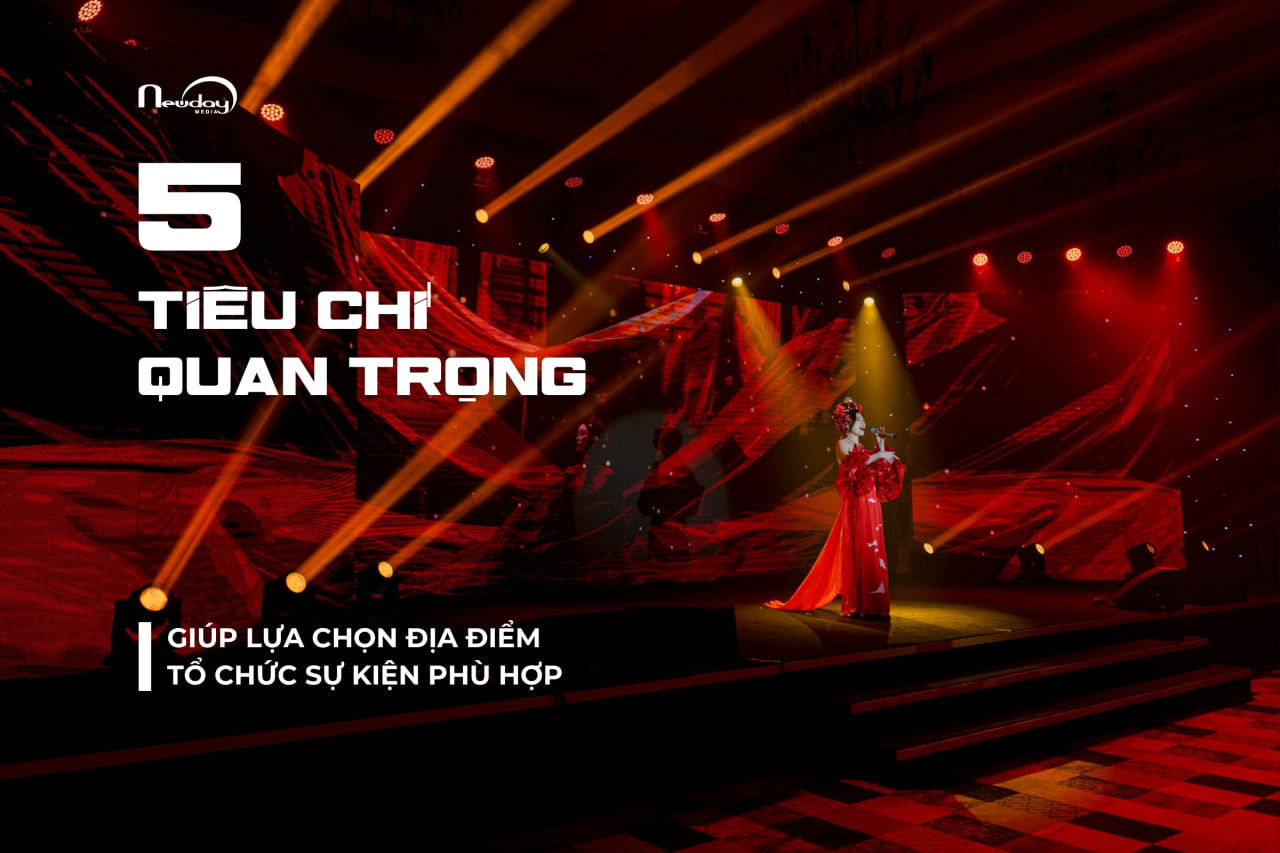 Newday
MEDIA
5
TIÊU CHÍ
QUAN TRỌNG
GIÚP LỰA CHỌN ĐỊA ĐIỂM
TỔ CHỨC SỰ KIỆN PHÙ HỢP